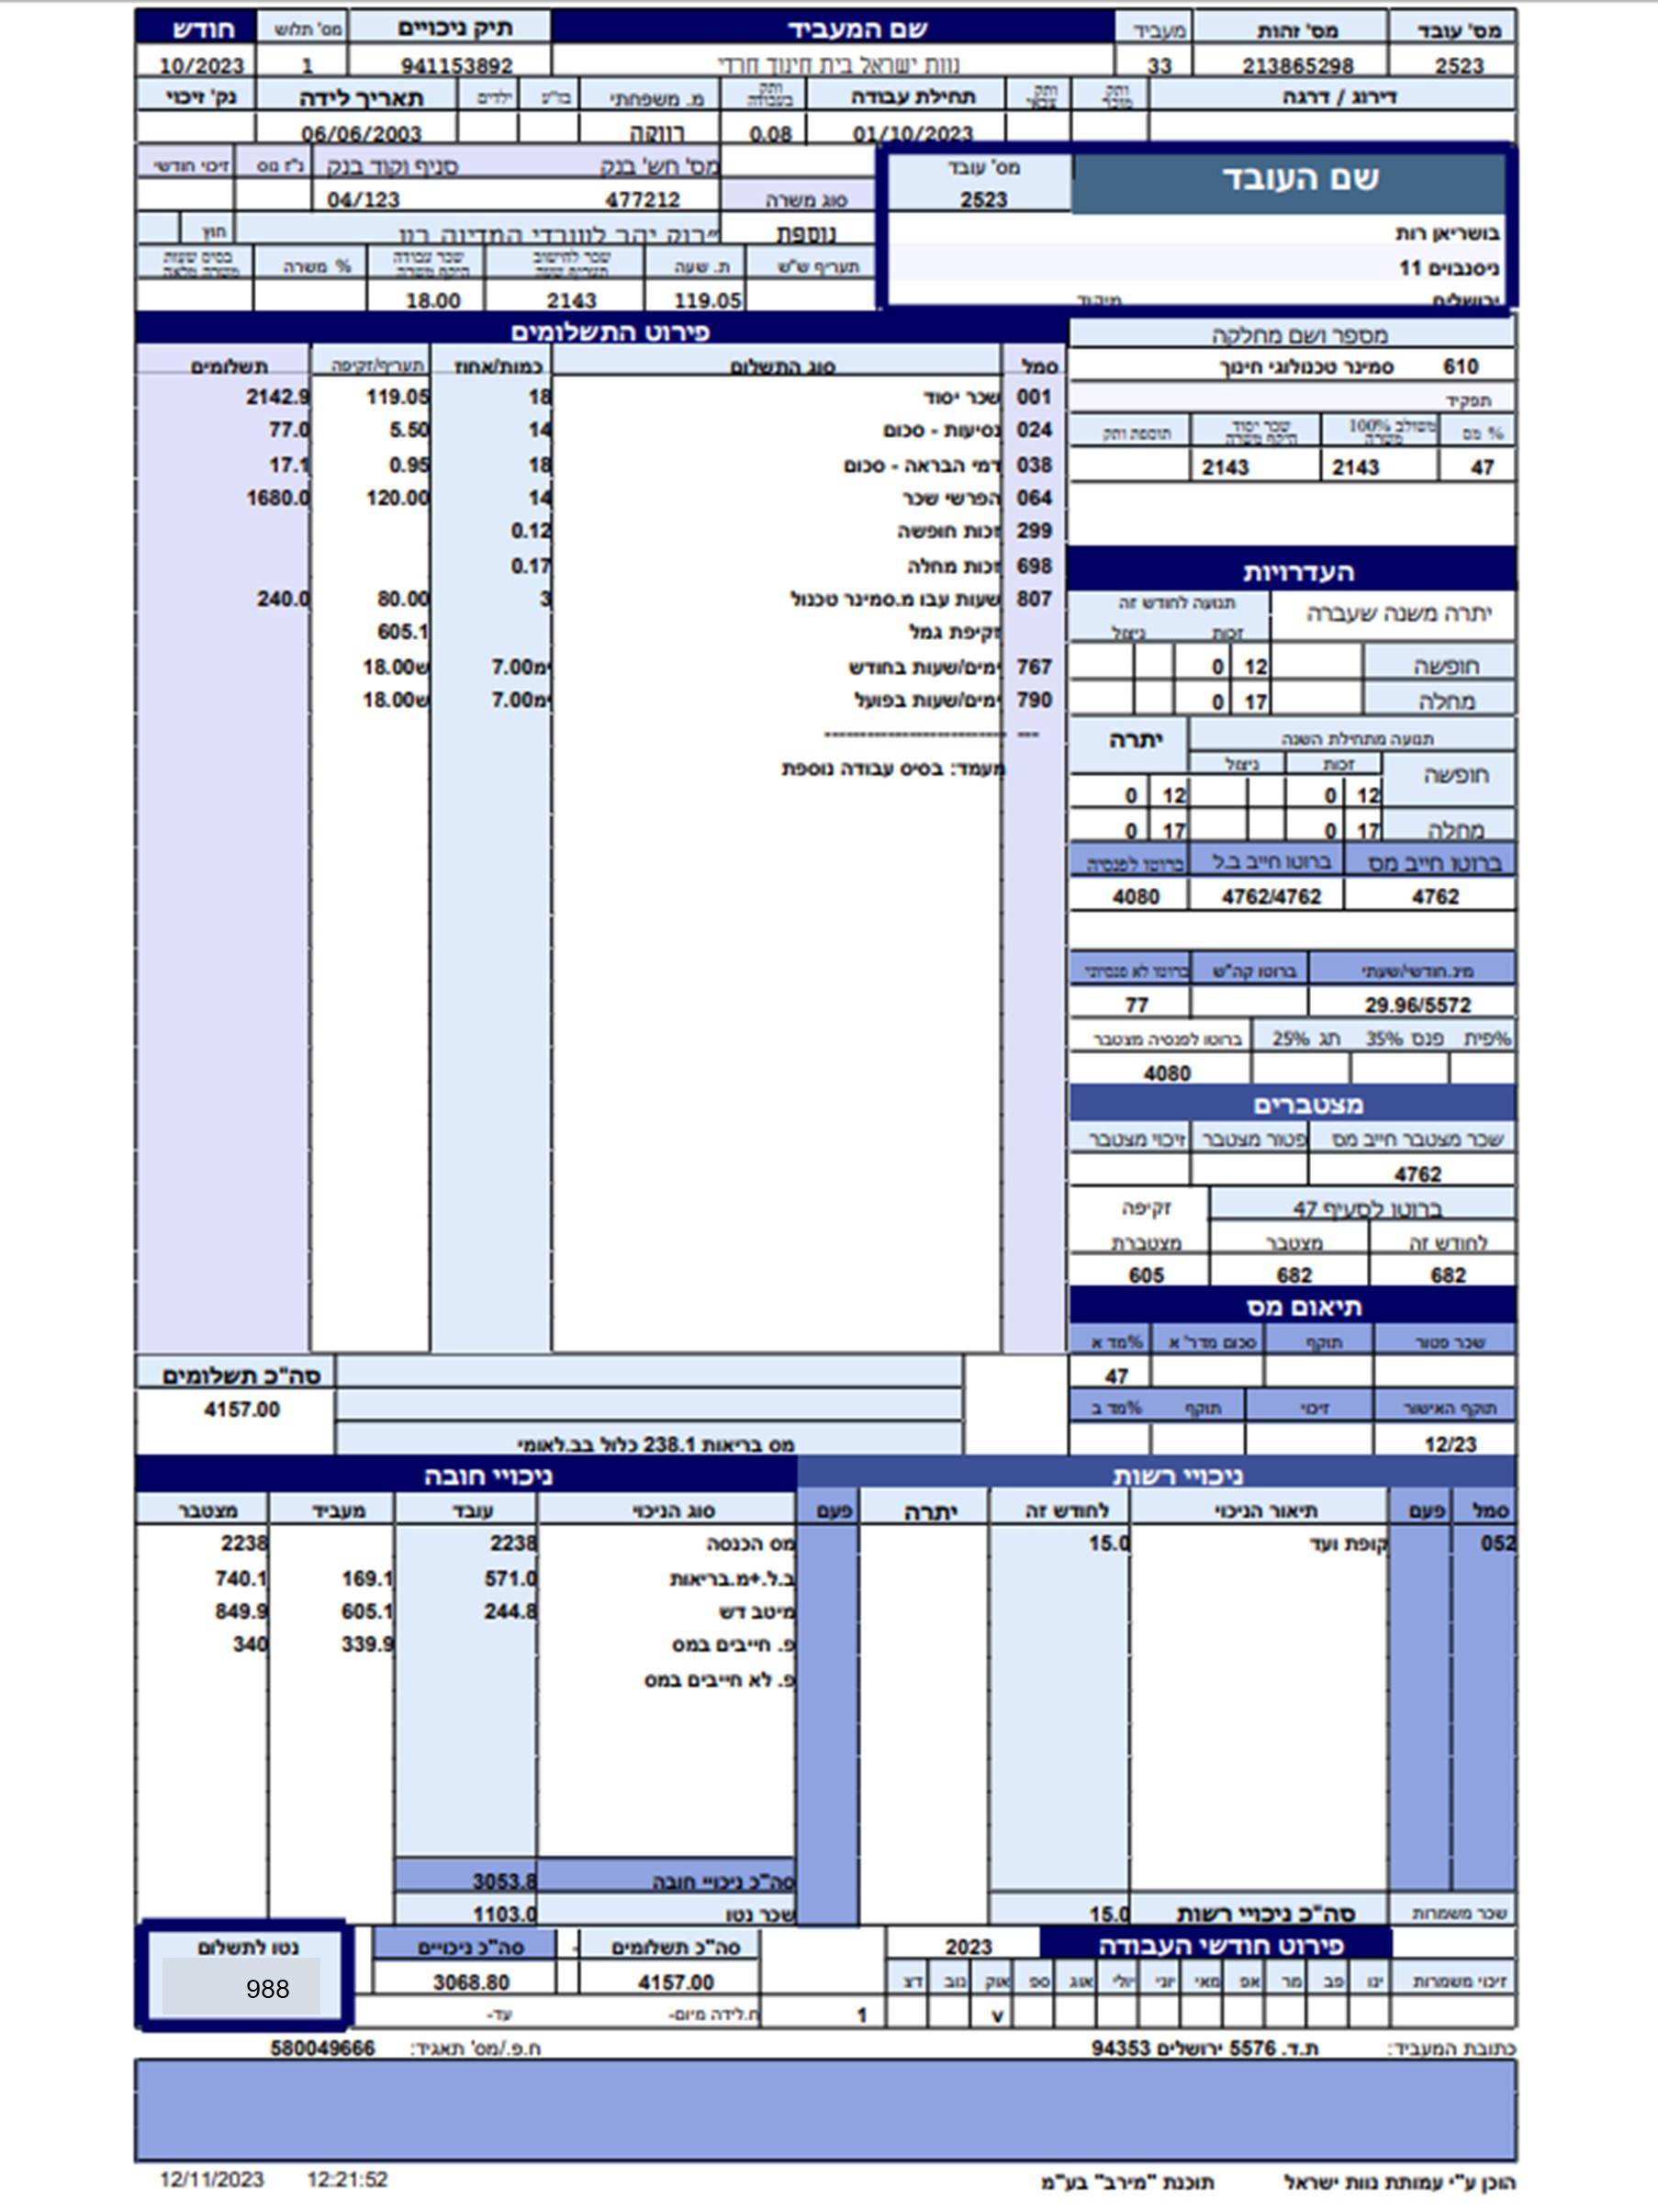 מס' עובד מס' זהות מעביד שם המעביד תיק ניכויים מס' תלוש חודש
2523 213865298 33 נוות ישראל בית חינוך חרדי 941153892 1 10/2023
דירוג / דרגה ותק מוכר ותק צבאי תחילת עבודה ותק בעבודה מ. משפחתי ילדים תאריך לידה נק' זיכוי
01/10/2023 0.08 רווקה 06/06/2003
שם העובד מס' עובד מס' חש' בנק סניף וקוד בנק נ"ז נוס זיכוי חודשי
2523 סוג משרה 477212 04/123
בושריאן רות נוספת חוץ
ניסנבוים 11 תעריף ש"ש ת. שעה שכר לחישוב תעריף שעה שכר עבודה היקף משרה % משרה בסיס שעות משרה מלאה
ירושלים מיקוד 119.05 2143 18.00
מספר ושם מחלקה
610 סמינר טכנולוגי חינוך
תפקיד
% מס משולב 100% משרה שכר יסוד היקף משרה תוספת ותק
47 2143 2143
העדרויות
יתרה משנה שעברה תנועה לחודש זה
זכות ניצול
חופשה 12 0
מחלה 17 0
תנועה מתחילת השנה יתרה
חופשה זכות ניצול
12 0 12 0
מחלה 17 0 17 0
ברוטו חייב מס ברוטו חייב ב.ל ברוטו לפנסיה
4762 4762/4762 4080
מינ.חודשי/שעתי ברוטו קה"ש ברוטו לא פנסיוני
29.96/5572 77
%פית פנס 35% תג 25% ברוטו לפנסיה מצטבר
4080
מצטברים
שכר מצטבר חייב מס פטור מצטבר זיכוי מצטבר
4762
ברוטו לסעיף 47 זקיפה
לחודש זה מצטבר מצטברת
682 682 605
תיאום מס
שכר פטור תוקף סכום מדר' א %מד א
47
תוקף האישור זיכוי תוקף %מד ב
12/23
פירוט התשלומים
סמל סוג התשלום כמות/אחוז תעריף/זקיפה תשלומים
001 שכר יסוד 18 119.05 2142.9
024 נסיעות - סכום 14 5.50 77.0
038 דמי הבראה - סכום 18 0.95 17.1
064 הפרשי שכר 14 120.00 1680.0
299 זכות חופשה 0.12
698 זכות מחלה 0.17
807 שעות עבו מ.סמינר טכנול 3 80.00 240.0
זקיפת גמל 605.1
767 ימים/שעות בחודש 7.00ימ 18.00ש
790 ימים/שעות בפועל 7.00ימ 18.00ש
--- --------------------------
מעמד: בסיס עבודה נוספת
סה"כ תשלומים
4157.00
מס בריאות 238.1 כלול בב.לאומי
ניכויי רשות
סמל פעם תיאור הניכוי לחודש זה יתרה פעם
052 קופת ועד 15.0
שכר משמרות סה"כ ניכויי רשות 15.0
ניכויי חובה
סוג הניכוי עובד מעביד מצטבר
מס הכנסה 2238 2238
ב.ל.+מ.בריאות 571.0 169.1 740.1
מיטב דש 244.8 605.1 849.9
פ. חייבים במס 339.9 340
פ. לא חייבים במס
סה"כ ניכויי חובה 3053.8
שכר נטו 1103.0
פירוט חודשי העבודה 2023 סה"כ תשלומים - סה"כ ניכויים נטו לתשלום
זיכוי משמרות ינו פב מר אפ מאי יוני יולי אוג ספ אוק נוב דצ 4157.00 3068.80 988
v 1 ח.לידה מיום- עד-
כתובת המעביד: ת.ד. 5576 ירושלים 94353 ח.פ./מס' תאגיד: 580049666
הוכן ע"י עמותת נוות ישראל תוכנת "מירב" בע"מ 12:21:52 12/11/2023